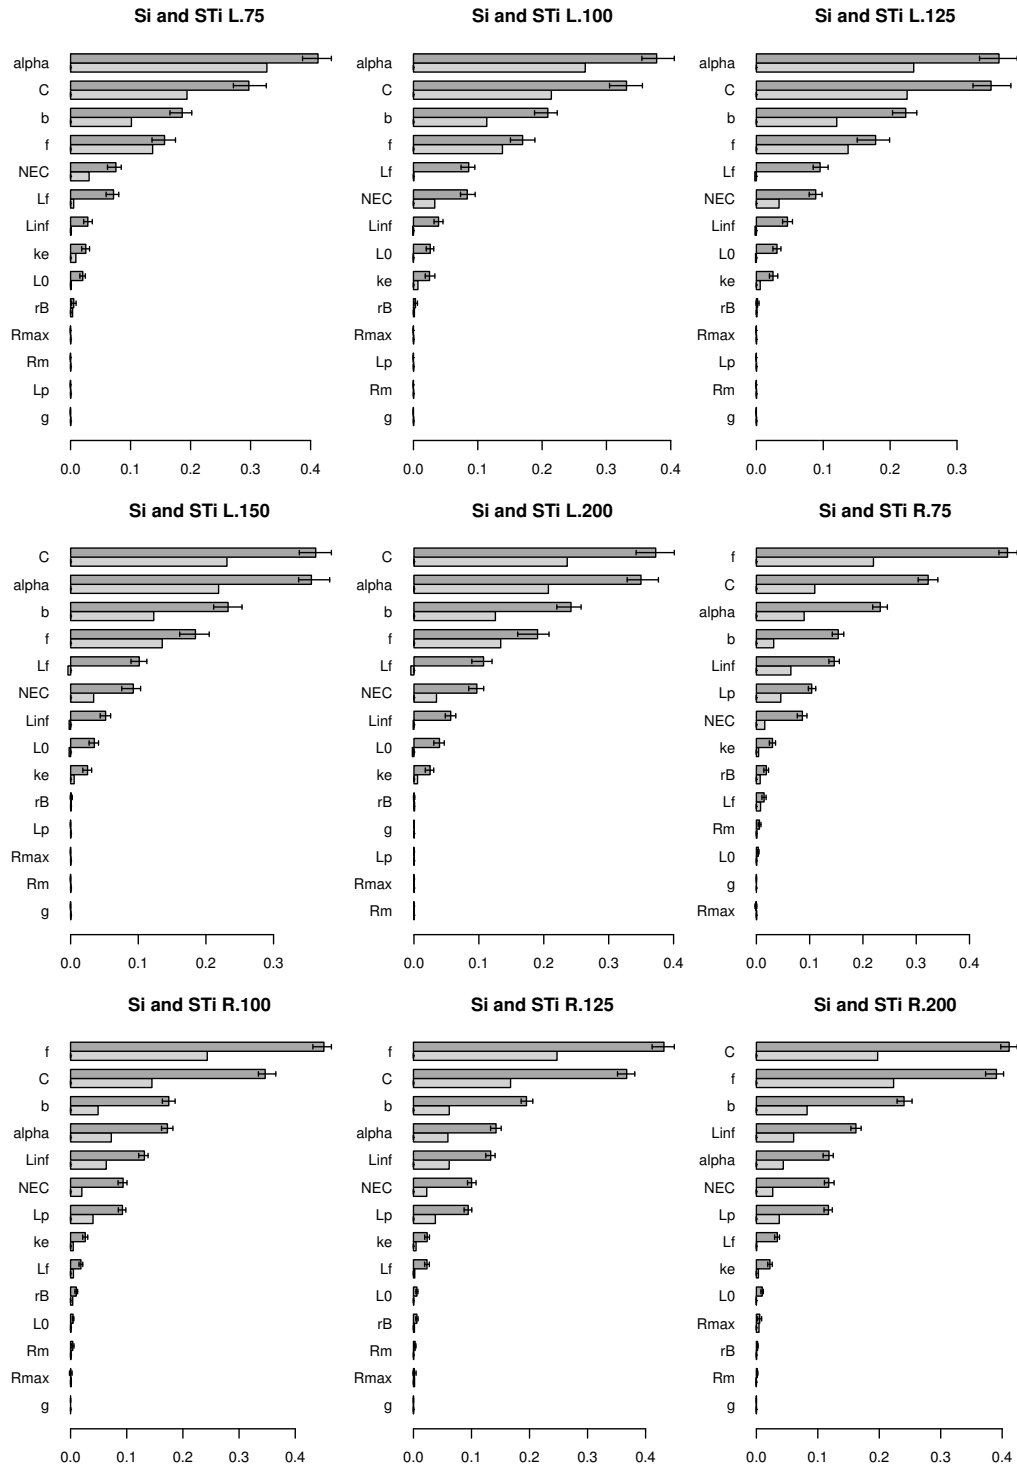 Si and STi L.75
alpha
C
b
f
NEC
Lf
Linf
ke
L0
rB
Rmax
Rm
Lp
g
0.0 0.1 0.2 0.3 0.4
Si and STi L.100
alpha
C
b
f
Lf
NEC
Linf
L0
ke
rB
Rmax
Lp
Rm
g
0.0 0.1 0.2 0.3 0.4
Si and STi L.125
alpha
C
b
f
Lf
NEC
Linf
L0
ke
rB
Rmax
Lp
Rm
g
0.0 0.1 0.2 0.3
Si and STi L.150
C
alpha
b
f
Lf
NEC
Linf
L0
ke
rB
Lp
Rmax
Rm
g
0.0 0.1 0.2 0.3
Si and STi L.200
C
alpha
b
f
Lf
NEC
Linf
L0
ke
rB
g
Lp
Rmax
Rm
0.0 0.1 0.2 0.3 0.4
Si and STi R.75
f
C
alpha
b
Linf
Lp
NEC
ke
rB
Lf
Rm
L0
g
Rmax
0.0 0.1 0.2 0.3 0.4
Si and STi R.100
f
C
b
alpha
Linf
NEC
Lp
ke
Lf
rB
L0
Rm
Rmax
g
0.0 0.1 0.2 0.3 0.4
Si and STi R.125
f
C
b
alpha
Linf
NEC
Lp
ke
Lf
L0
rB
Rm
Rmax
g
0.0 0.1 0.2 0.3 0.4
Si and STi R.200
C
f
b
Linf
alpha
NEC
Lp
Lf
ke
L0
Rmax
rB
Rm
g
0.0 0.1 0.2 0.3 0.4